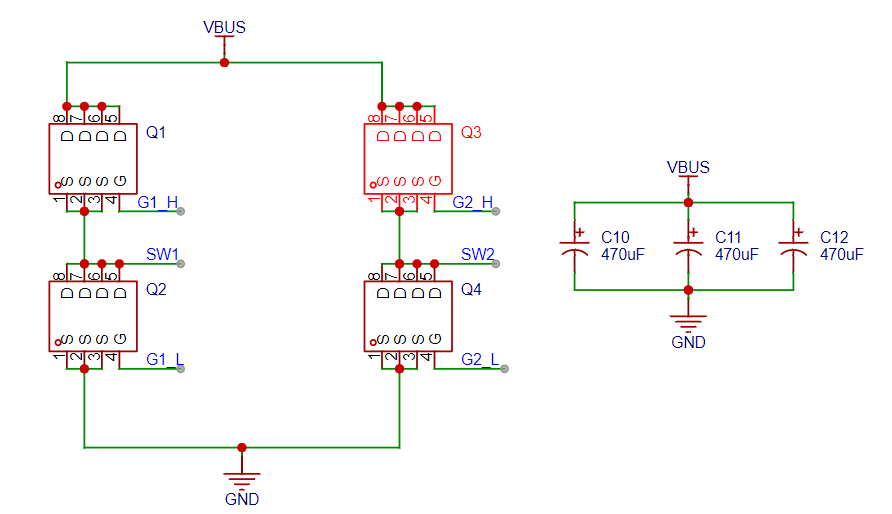 VBUS
8 7 6 5
D D D D
Q1
S S S G
1 2 3 4
G1_H
8 7 6 5
D D D D
Q3
S S S G
1 2 3 4
G2_H
SW1
8 7 6 5
D D D D
Q2
S S S G
1 2 3 4
G1_L
SW2
8 7 6 5
D D D D
Q4
S S S G
1 2 3 4
G2_L
GND
VBUS
+
C10
470uF
+
C11
470uF
+
C12
470uF
GND